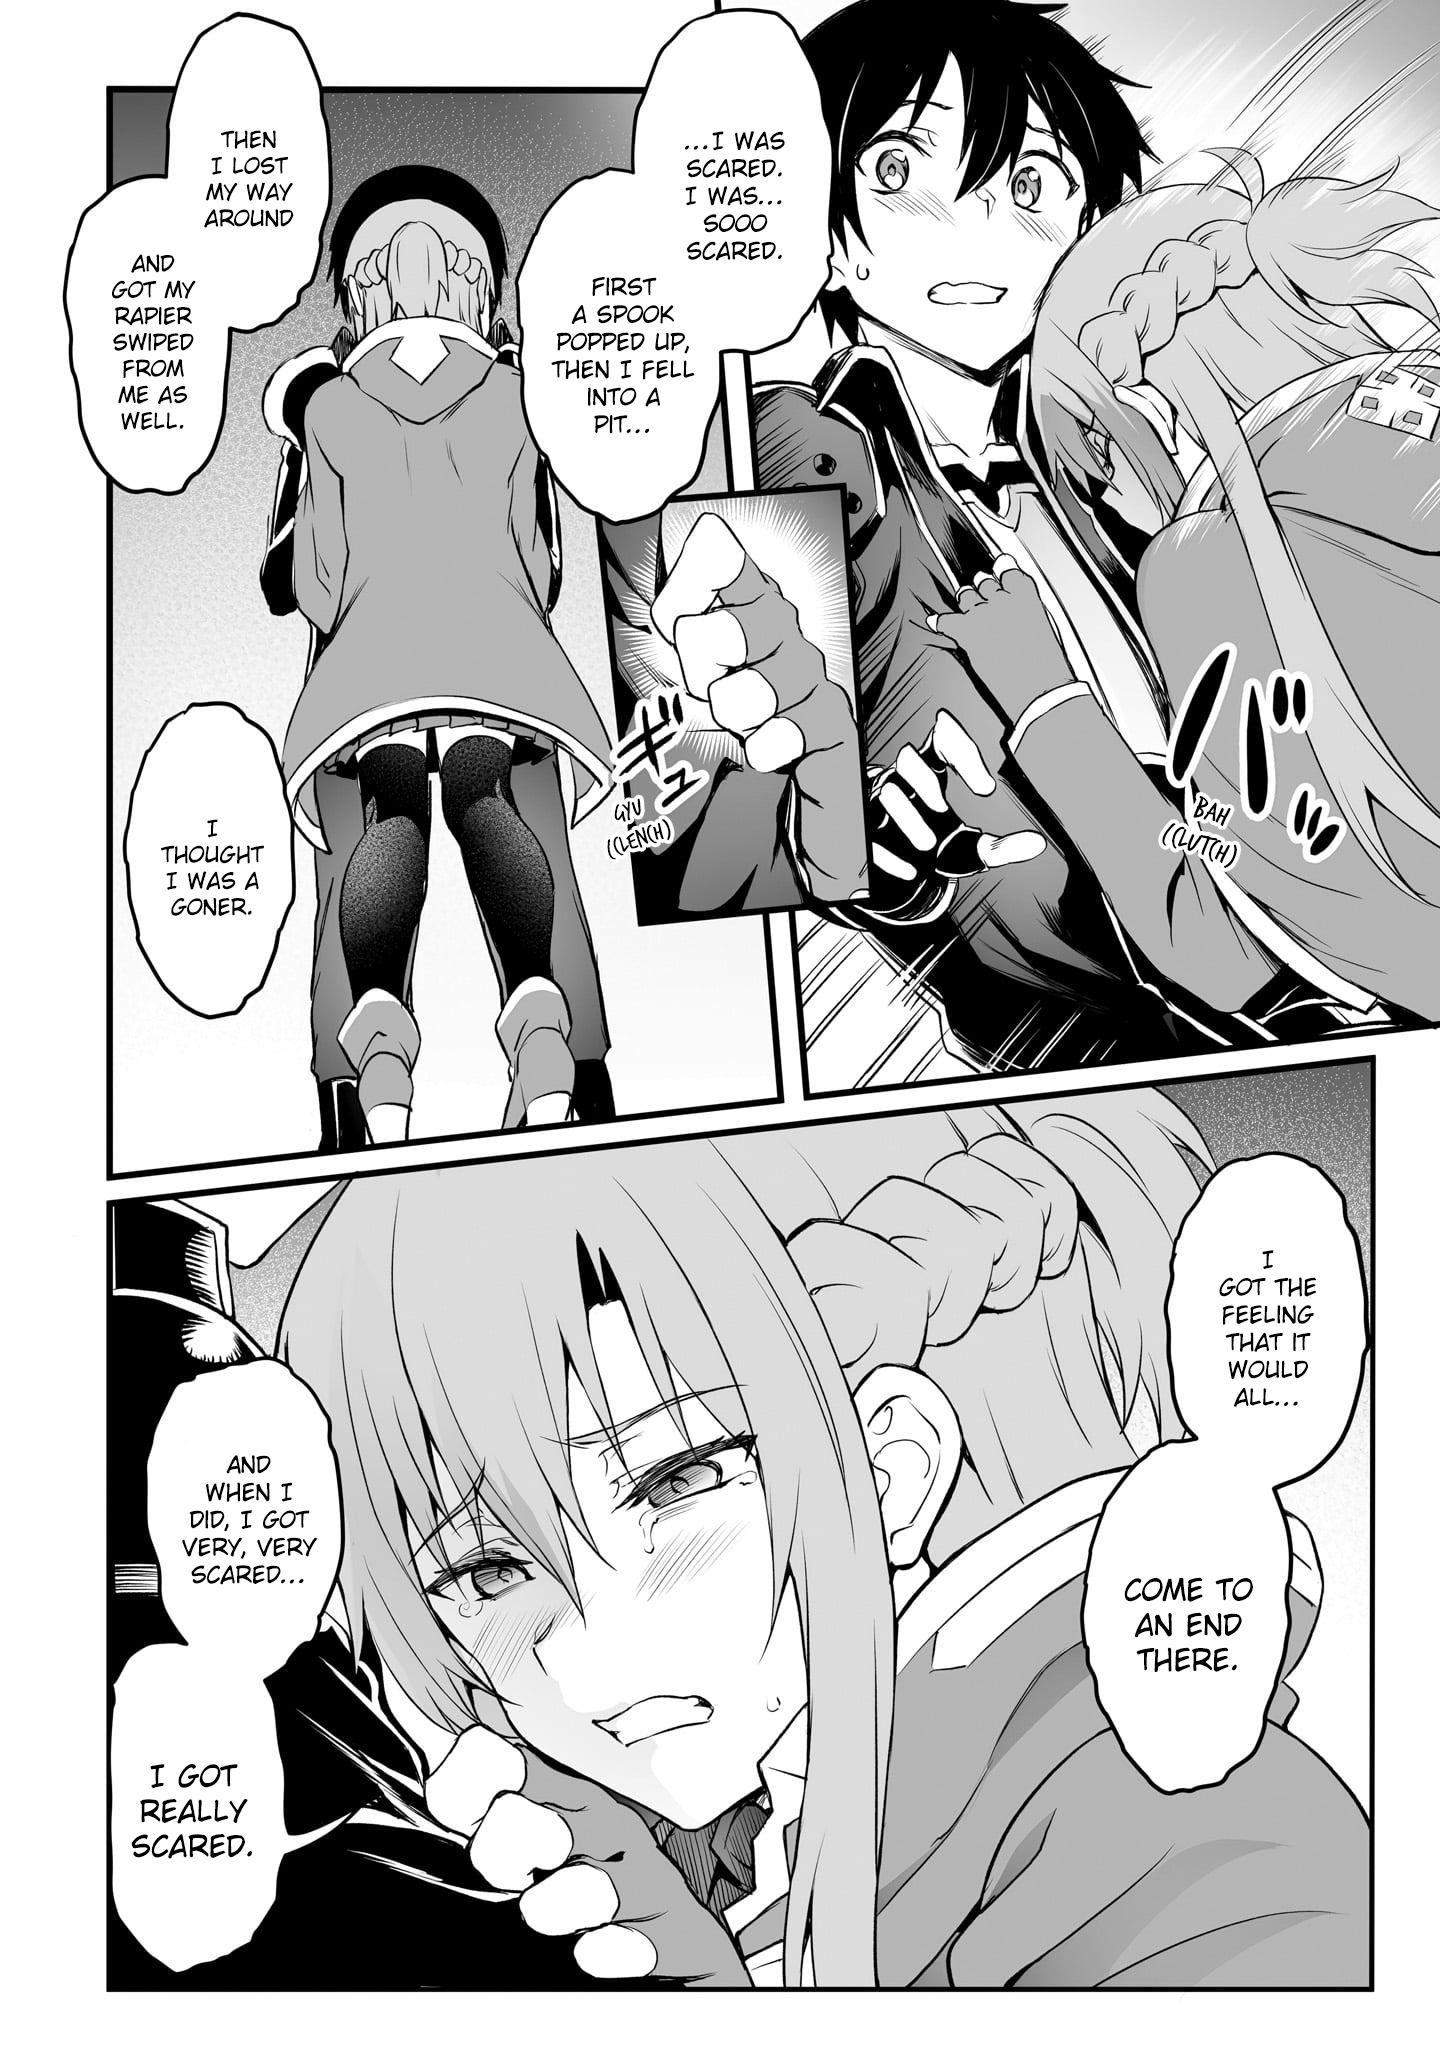 ...I WAS
SCARED.
I WAS...
SOOO
SCARED.
FIRST
A SPOOK
POPPED UP,
THEN I FELL
INTO A
PIT...
バッ
BAH
(CLUTCH)
ギュ
GYU
(CLENCH)
THEN
I LOST
MY WAY
AROUND
AND
GOT MY
RAPIER
SWIPED
FROM
ME AS
WELL.
I
THOUGHT
I WAS A
GONER.
I
GOT THE
FEELING
THAT IT
WOULD
ALL...
COME TO
AN END
THERE.
AND
WHEN I
DID, I GOT
VERY, VERY
SCARED...
I GOT
REALLY
SCARED.